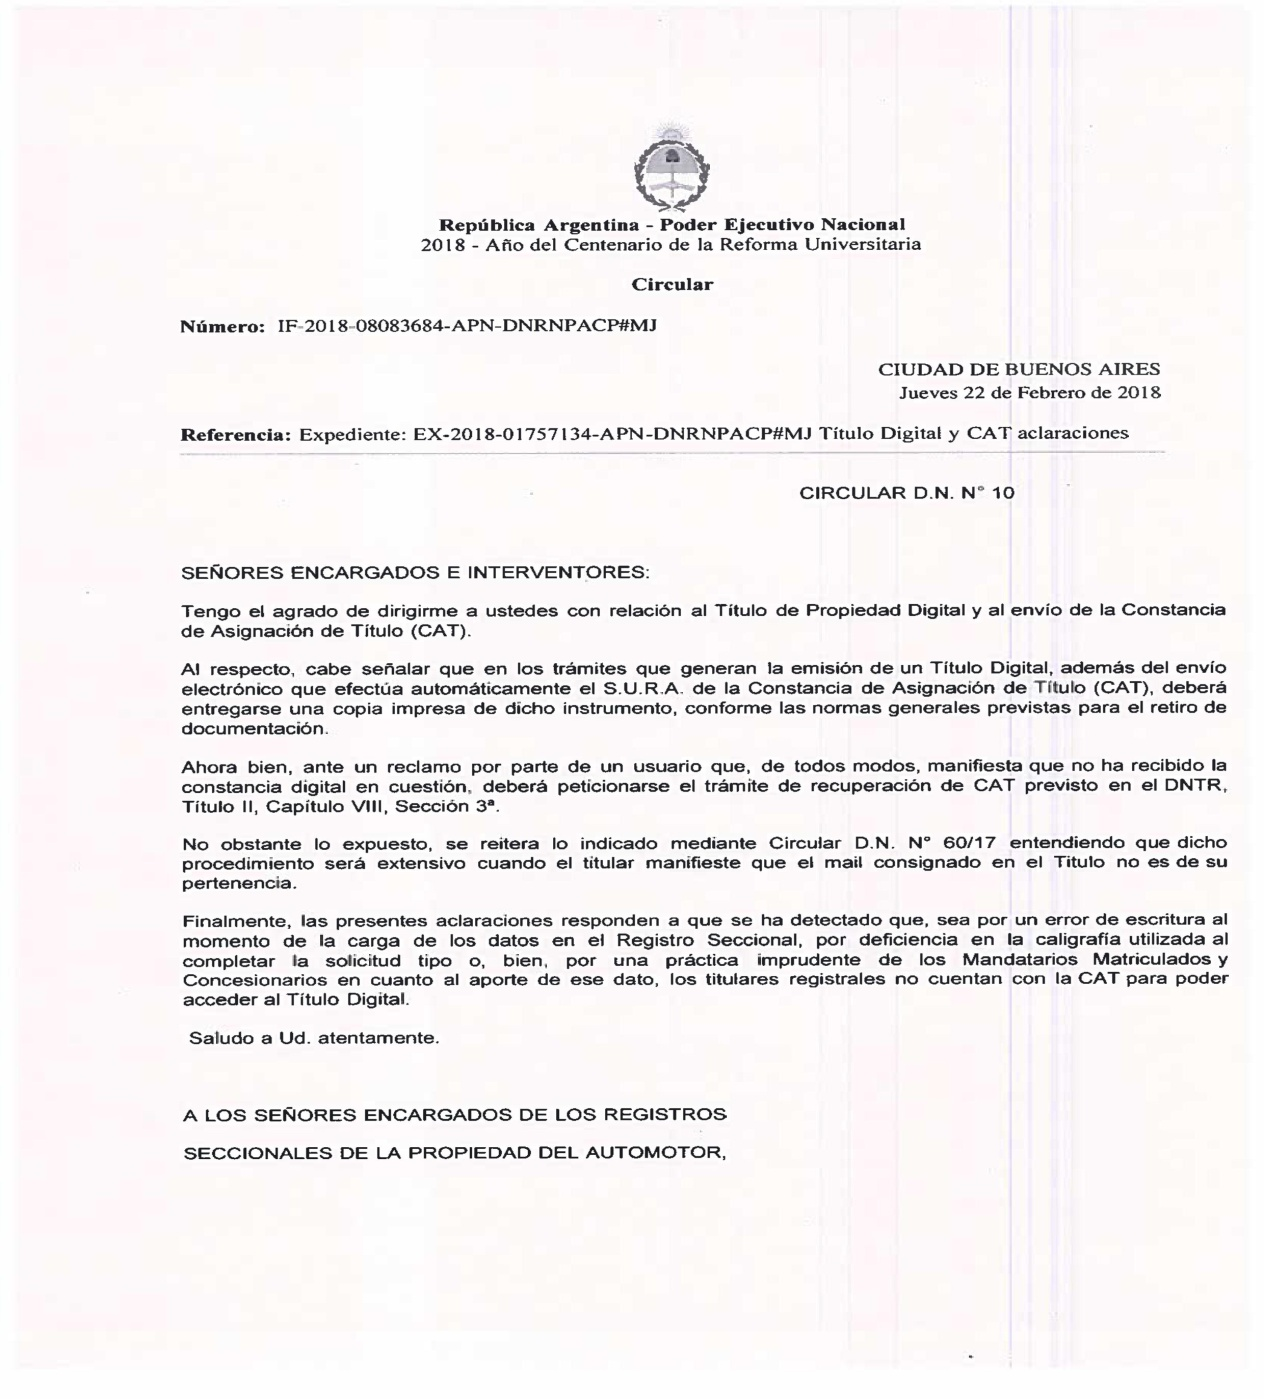 República Argentina - Poder Ejecutivo Nacional
2018 - Año del Centenario de la Reforma Universitaria
Circular
Número: IF-2018-08083684-APN-DNRNPACP#MJ
CIUDAD DE BUENOS AIRES
Jueves 22 de Febrero de 2018
Referencia: Expediente: EX-2018-01757134-APN-DNRNPACP#MJ Título Digital y CAT aclaraciones
CIRCULAR D.N. N° 10
SEÑORES ENCARGADOS E INTERVENTORES:
Tengo el agrado de dirigirme a ustedes con relación al Título de Propiedad Digital y al envío de la Constancia
de Asignación de Título (CAT).
Al respecto, cabe señalar que en los trámites que generan la emisión de un Título Digital, además del envío
electrónico que efectúa automáticamente el S.U.R.A. de la Constancia de Asignación de Título (CAT), deberá
entregarse una copia impresa de dicho instrumento, conforme las normas generales previstas para el retiro de
documentación.
Ahora bien, ante un reclamo por parte de un usuario que, de todos modos, manifiesta que no ha recibido la
constancia digital en cuestión, deberá peticionarse el trámite de recuperación de CAT previsto en el DNTR,
Título II, Capítulo VIII, Sección 3ª.
No obstante lo expuesto, se reitera lo indicado mediante Circular D.N. N° 60/17 entendiendo que dicho
procedimiento será extensivo cuando el titular manifieste que el mail consignado en el Titulo no es de su
pertenencia.
Finalmente, las presentes aclaraciones responden a que se ha detectado que, sea por un error de escritura al
momento de la carga de los datos en el Registro Seccional, por deficiencia en la caligrafía utilizada al
completar la solicitud tipo o, bien, por una práctica imprudente de los Mandatarios Matriculados y
Concesionarios en cuanto al aporte de ese dato, los titulares registrales no cuentan con la CAT para poder
acceder al Título Digital.
Saludo a Ud. atentamente.
A LOS SEÑORES ENCARGADOS DE LOS REGISTROS
SECCIONALES DE LA PROPIEDAD DEL AUTOMOTOR,